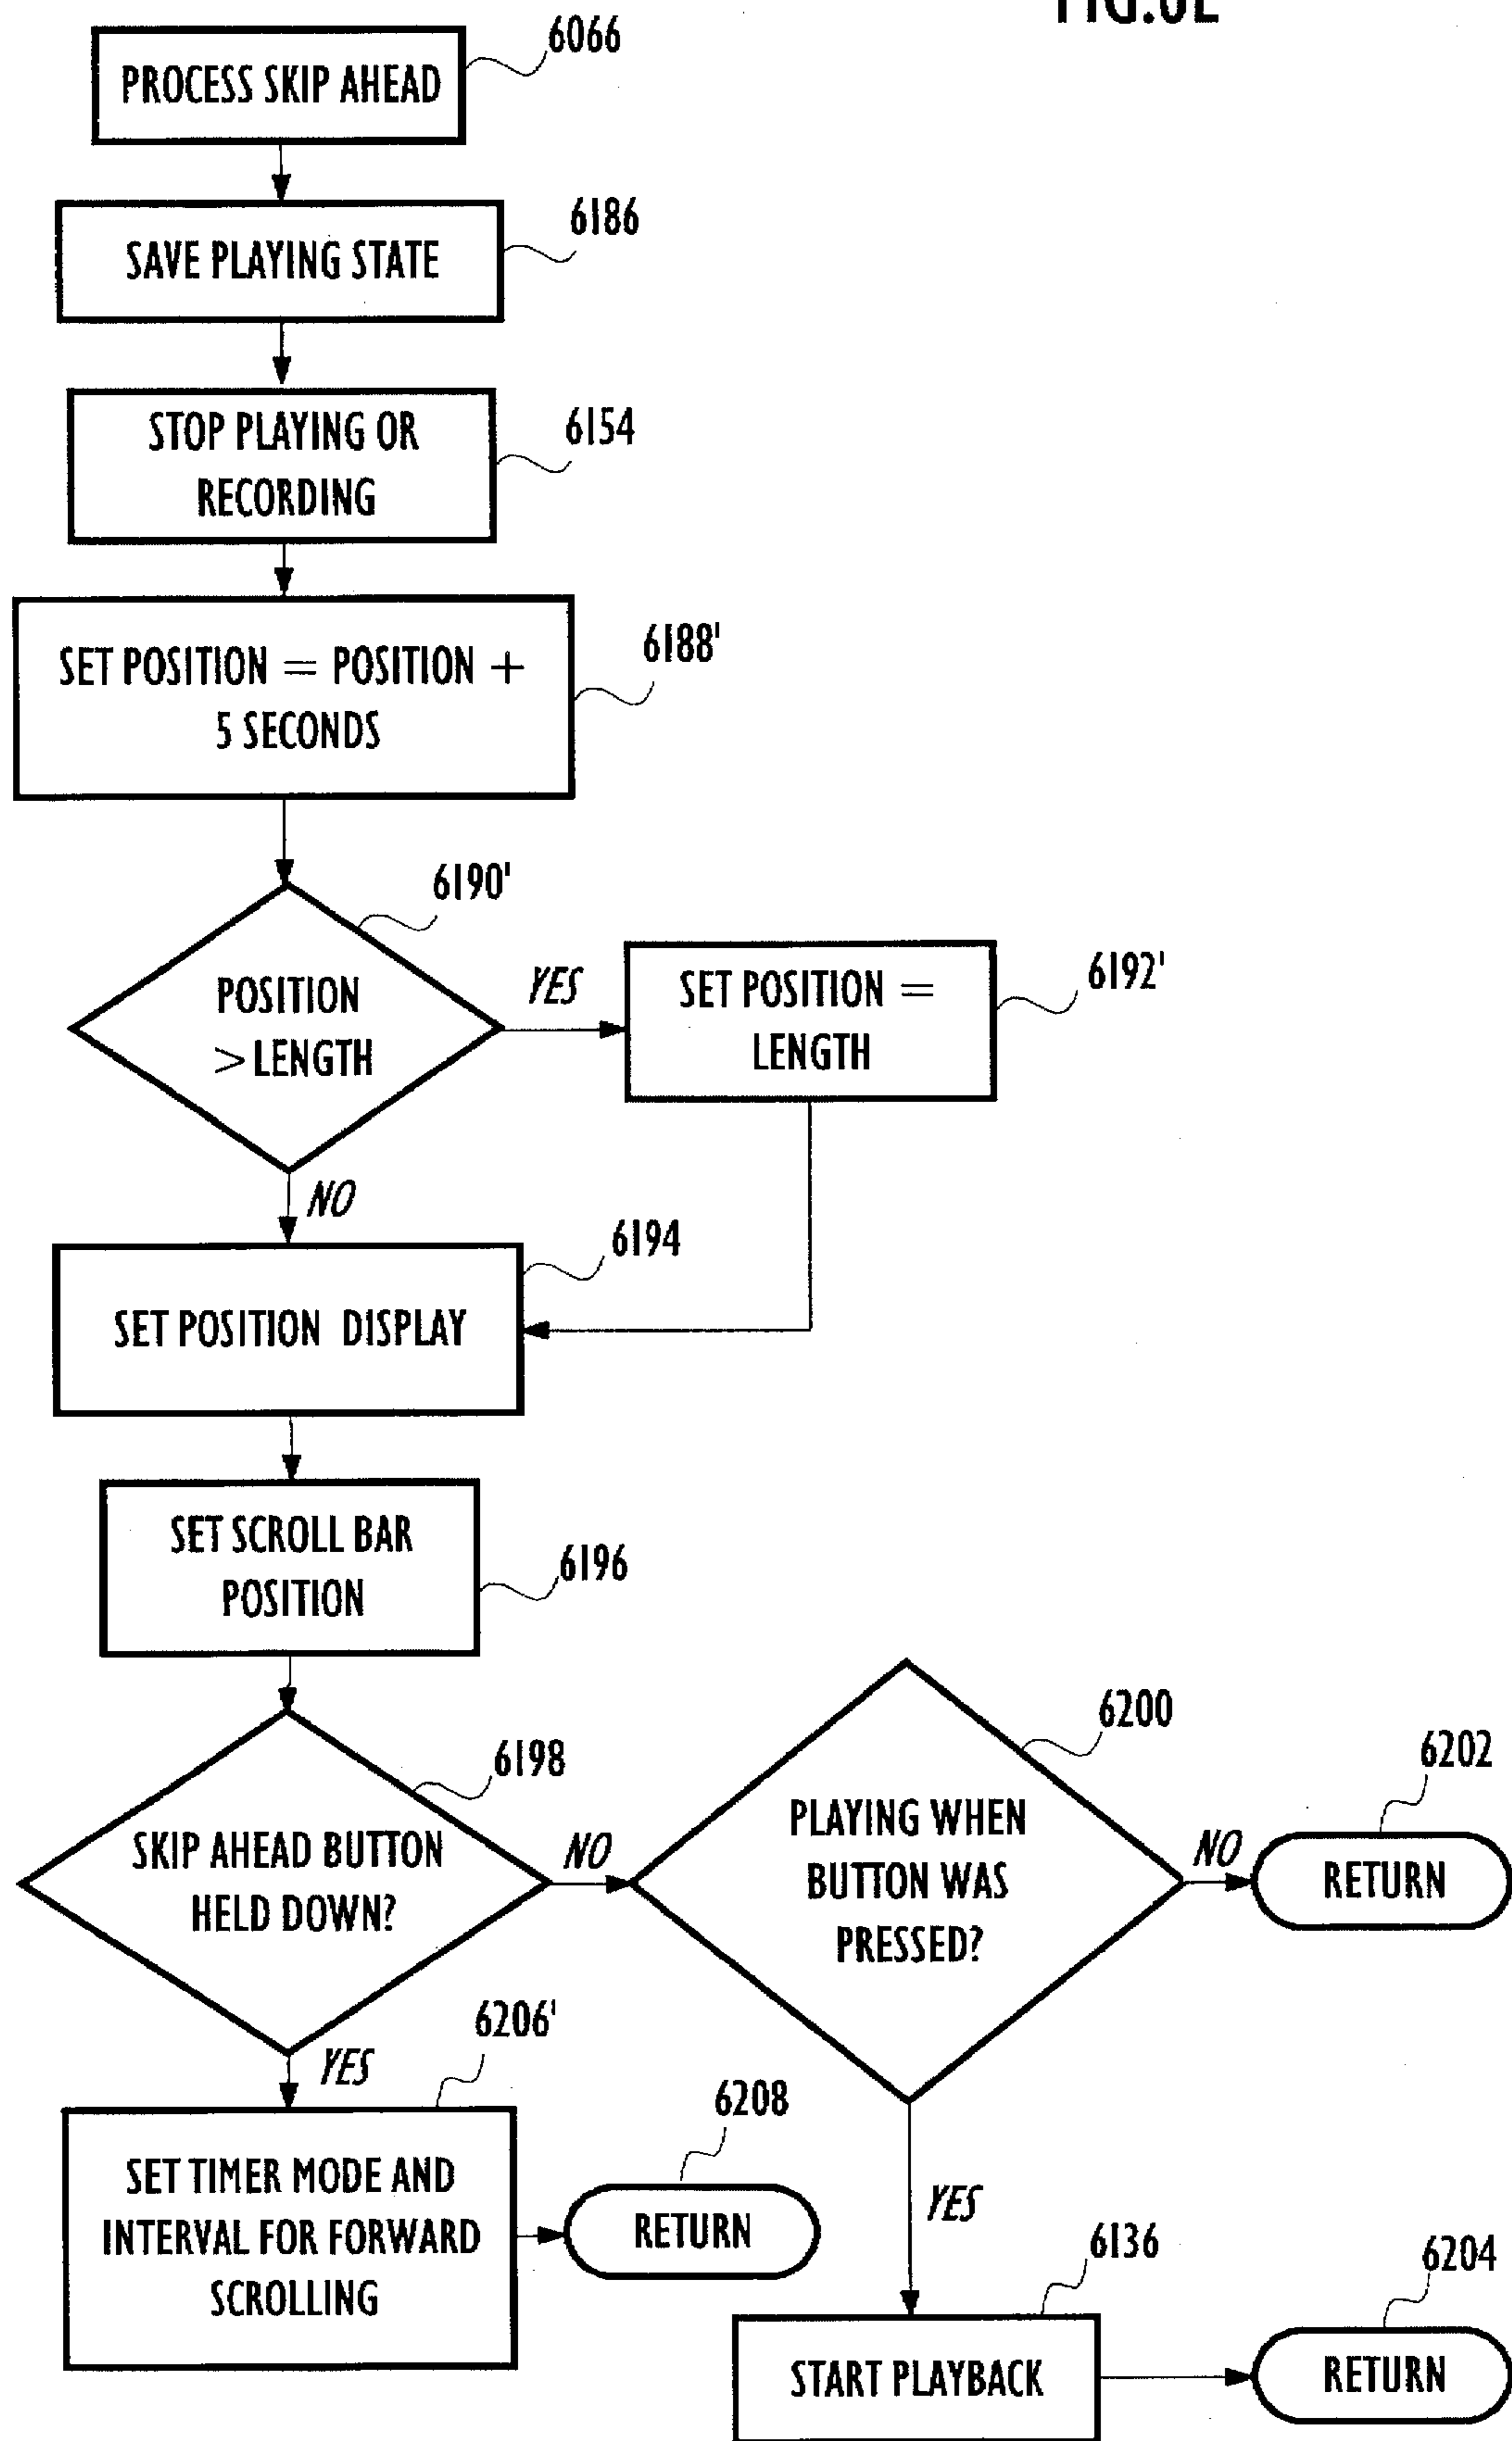 6066
PROCESS SKIP AHEAD
6186
SAVE PLAYING STATE
6154
STOP PLAYING OR
RECORDING
6188'
SET POSITION = POSITION +
5 SECONDS
6190'
POSITION
> LENGTH
YES
6192'
SET POSITION =
LENGTH
NO
6194
SET POSITION DISPLAY
SET SCROLL BAR
POSITION
6196
6198
SKIP AHEAD BUTTON
HELD DOWN?
NO
6200
PLAYING WHEN
BUTTON WAS
PRESSED?
NO
6202
RETURN
YES
6206'
SET TIMER MODE AND
INTERVAL FOR FORWARD
SCROLLING
6208
RETURN
YES
6136
START PLAYBACK
6204
RETURN